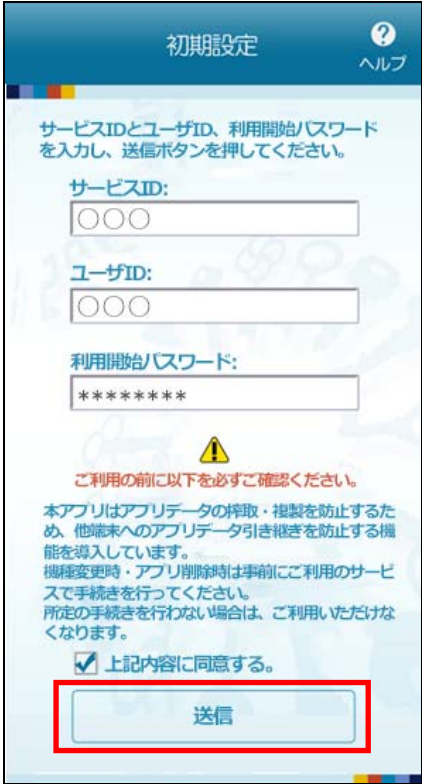 初期設定
?
ヘルプ
サービスIDとユーザID、利用開始パスワード
を入力し、送信ボタンを押してください。
サービスID:
○○○
ユーザID:
○○○
利用開始パスワード:
********
ご利用の前に以下を必ずご確認ください。
本アプリはアプリデータの搾取・複製を防止するた
め、他端末へのアプリデータ引き継ぎを防止する機
能を導入しています。
機種変更時・アプリ削除時は事前にご利用のサービ
スで手続きを行ってください。
所定の手続きを行わない場合は、ご利用いただけな
くなります。
上記内容に同意する。
送信